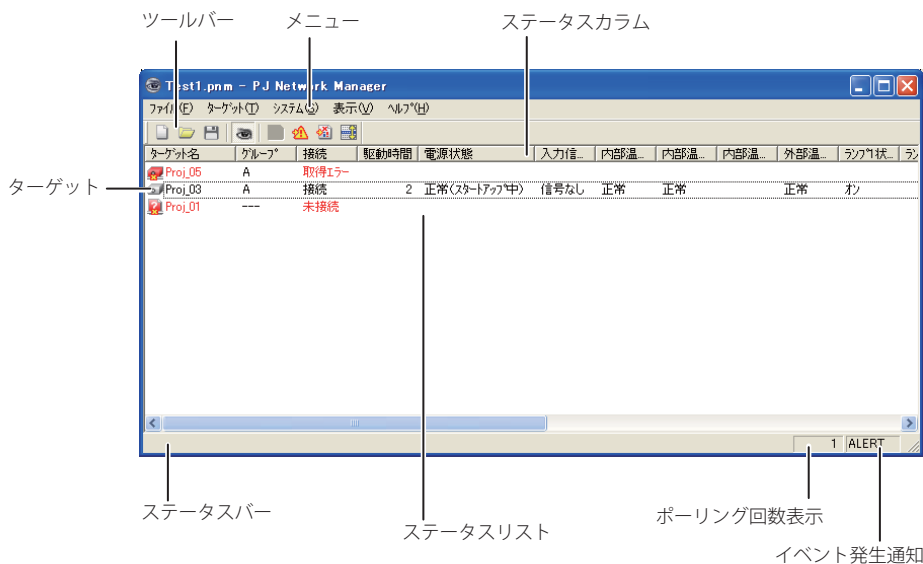 ツールバー
メニュー
ステータスカラム
Test1.pnm - PJ Network Manager
ファイル(F) ターゲット(T) システム(S) 表示(V) ヘルプ(H)
ターゲット名 グループ 接続 駆動時間 電源状態 入力信... 内部温... 内部温... 内部温... 外部温... ランプ1状... ラン
Proj_05 A 取得エラー
ターゲット
Proj_03 A 接続 2 正常(スタートアップ中) 信号なし 正常 正常 正常 オン
Proj_01 --- 未接続
1 ALERT
ステータスバー
ステータスリスト
ポーリング回数表示
イベント発生通知